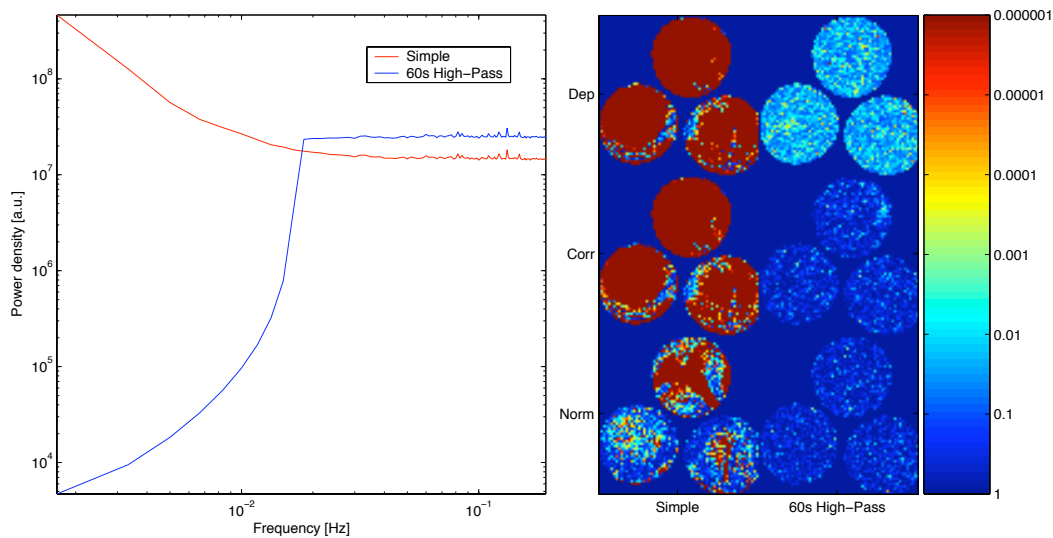 Power density [a.u.]
10^8
10^7
10^6
10^5
10^4
10^-2
10^-1
Frequency [Hz]
Simple
60s High-Pass
Dep
Corr
Norm
Simple
60s High-Pass
0.000001
0.00001
0.0001
0.001
0.01
0.1
1